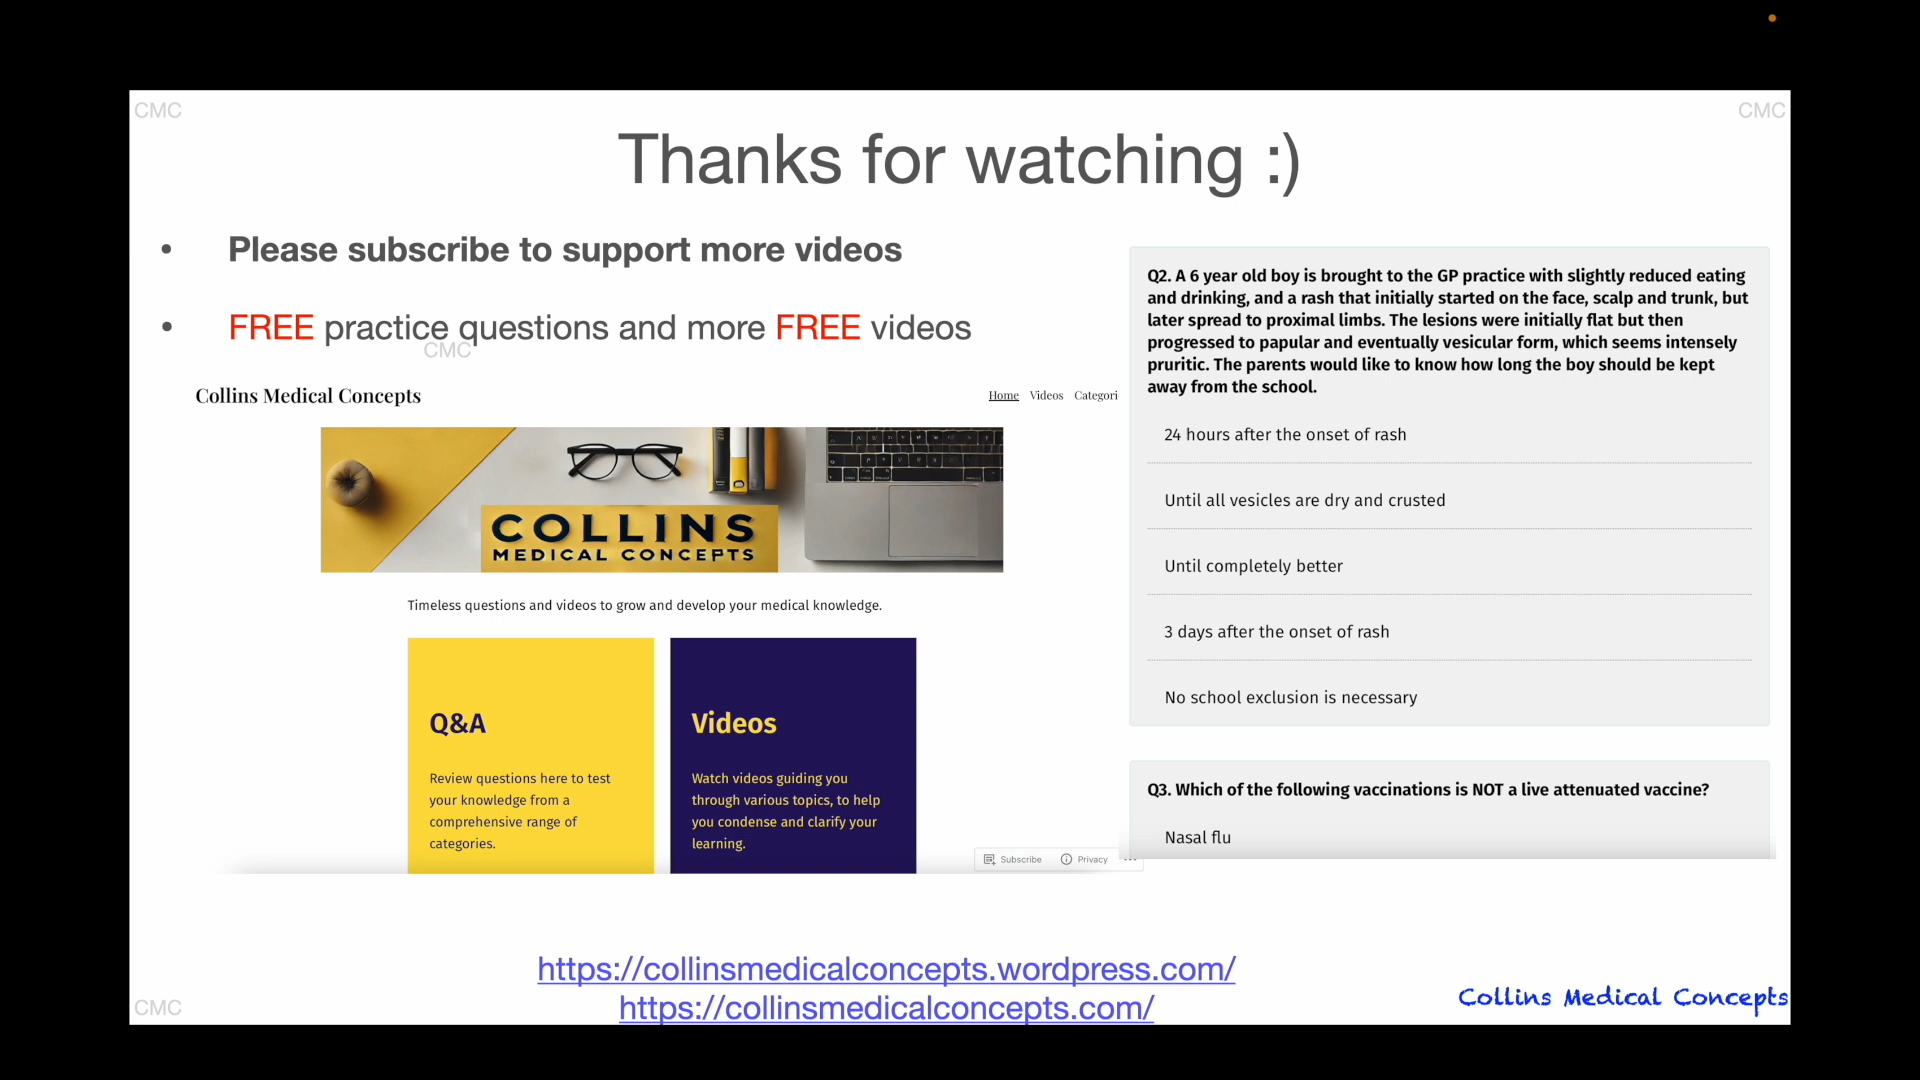 CMC
CMC
Thanks for watching :)
• Please subscribe to support more videos
• FREE practice questions and more FREE videos
CMC
Collins Medical Concepts
Home Videos Categori
COLLINS
MEDICAL CONCEPTS
Timeless questions and videos to grow and develop your medical knowledge.
Q&A
Review questions here to test
your knowledge from a
comprehensive range of
categories.
Videos
Watch videos guiding you
through various topics, to help
you condense and clarify your
learning.
Subscribe Privacy
Q2. A 6 year old boy is brought to the GP practice with slightly reduced eating
and drinking, and a rash that initially started on the face, scalp and trunk, but
later spread to proximal limbs. The lesions were initially flat but then
progressed to papular and eventually vesicular form, which seems intensely
pruritic. The parents would like to know how long the boy should be kept
away from the school.
24 hours after the onset of rash
Until all vesicles are dry and crusted
Until completely better
3 days after the onset of rash
No school exclusion is necessary
Q3. Which of the following vaccinations is NOT a live attenuated vaccine?
Nasal flu
https://collinsmedicalconcepts.wordpress.com/
https://collinsmedicalconcepts.com/
CMC
Collins Medical Concepts